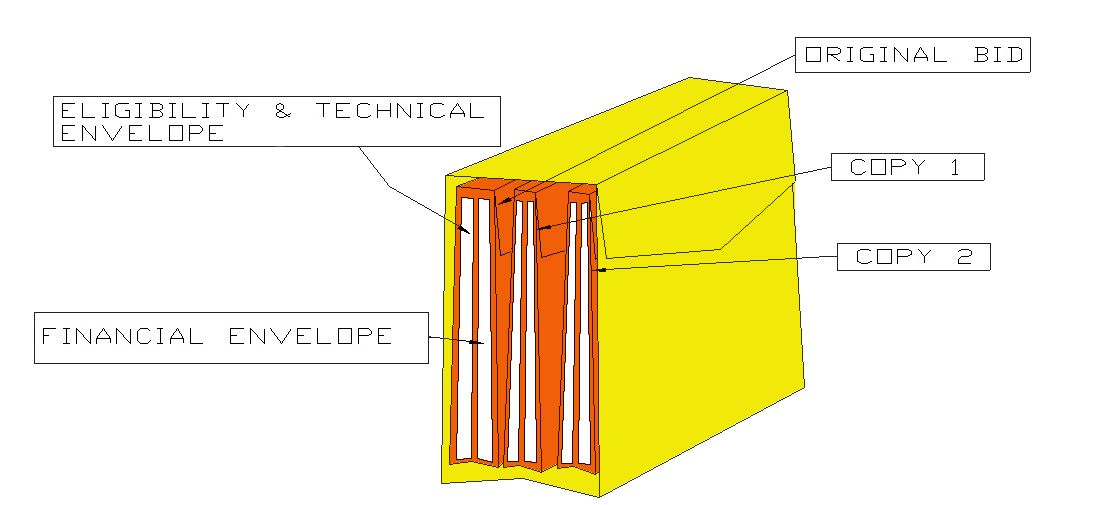 ORIGINAL BID
ELIGIBILITY & TECHNICAL
ENVELOPE
COPY 1
COPY 2
FINANCIAL ENVELOPE